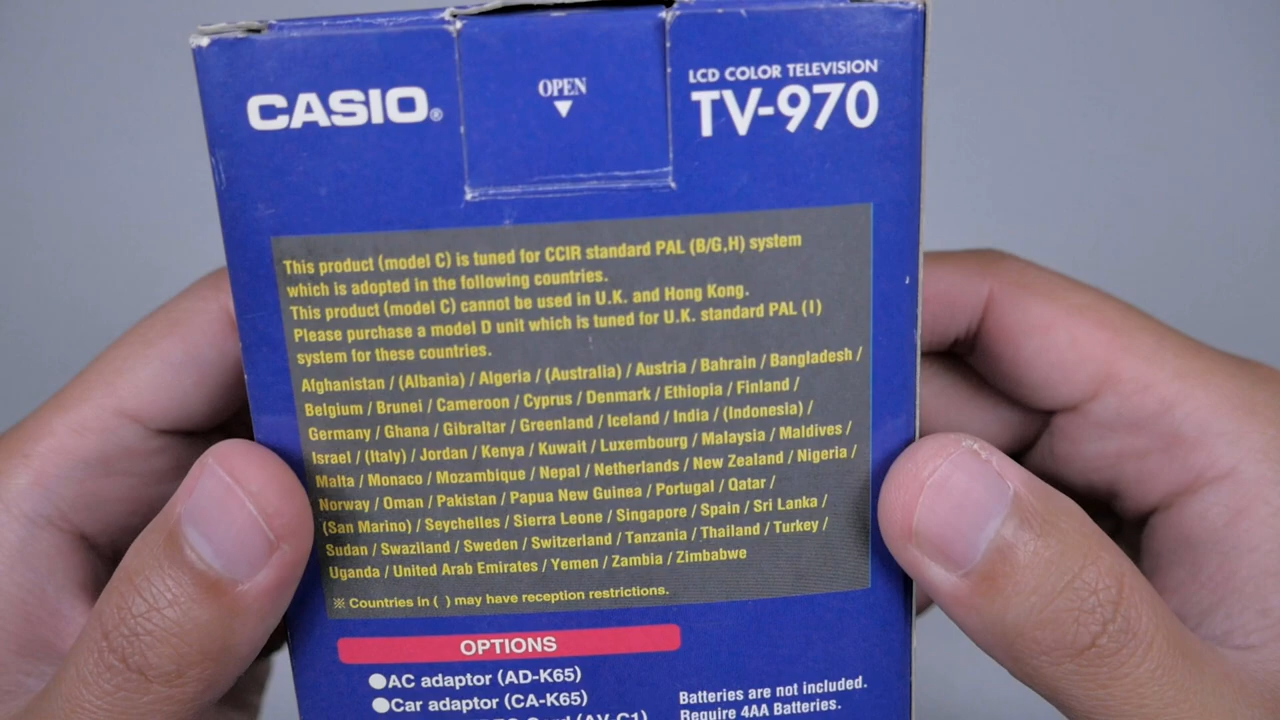 CASIO®
OPEN
LCD COLOR TELEVISION
TV-970
This product (model C) is tuned for CCIR standard PAL (B/G,H) system
which is adopted in the following countries.
This product (model C) cannot be used in U.K. and Hong Kong.
Please purchase a model D unit which is tuned for U.K. standard PAL (I)
system for these countries.
Afghanistan / (Albania) / Algeria / (Australia) / Austria / Bahrain / Bangladesh /
Belgium / Brunei / Cameroon / Cyprus / Denmark / Ethiopia / Finland /
Germany / Ghana / Gibraltar / Greenland / Iceland / India / (Indonesia) /
Israel / (Italy) / Jordan / Kenya / Kuwait / Luxembourg / Malaysia / Maldives /
Malta / Monaco / Mozambique / Nepal / Netherlands / New Zealand / Nigeria /
Norway / Oman / Pakistan / Papua New Guinea / Portugal / Qatar /
(San Marino) / Seychelles / Sierra Leone / Singapore / Spain / Sri Lanka /
Sudan / Swaziland / Sweden / Switzerland / Tanzania / Thailand / Turkey /
Uganda / United Arab Emirates / Yemen / Zambia / Zimbabwe
※ Countries in ( ) may have reception restrictions.
OPTIONS
●AC adaptor (AD-K65)
●Car adaptor (CA-K65)
Cord (AV-C1)
Batteries are not included.
Require 4AA Batteries.